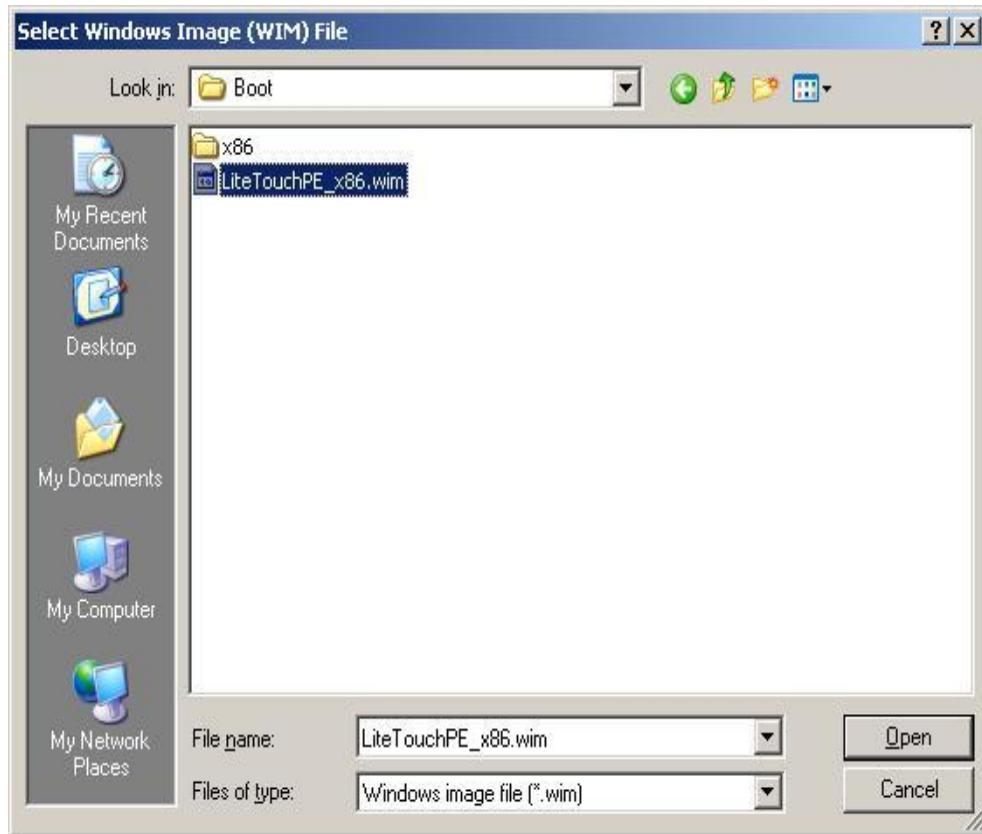 Select Windows Image (WIM) File
Look in:
Boot
x86
LiteTouchPE_x86.wim
My Recent
Documents
Desktop
My Documents
My Computer
My Network
Places
File name:
LiteTouchPE_x86.wim
Open
Files of type:
Windows image file (*.wim)
Cancel